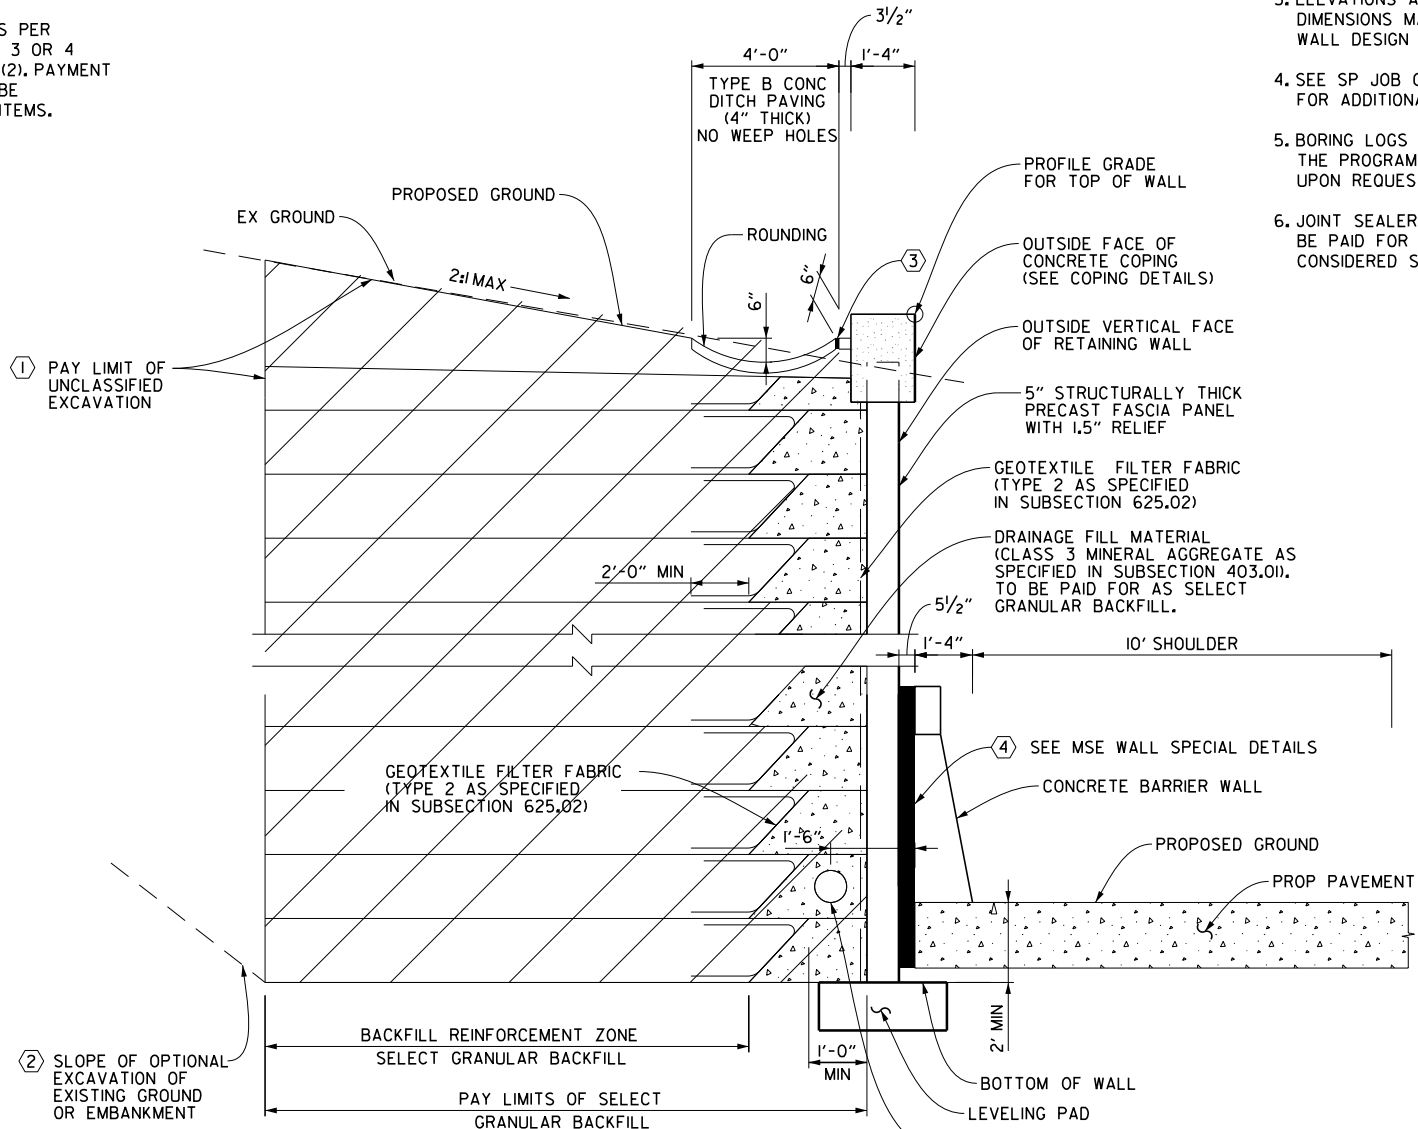 S PER
3 OR 4
(2). PAYMENT
BE
ITEMS.
3 1/2"
4'-0"
1'-4"
TYPE B CONC
DITCH PAVING
(4" THICK)
NO WEEP HOLES
3. ELEVATIONS A
DIMENSIONS MA
WALL DESIGN
4. SEE SP JOB
FOR ADDITIONA
5. BORING LOGS
THE PROGRAM
UPON REQUES
6. JOINT SEALER
BE PAID FOR
CONSIDERED S
PROFILE GRADE
FOR TOP OF WALL
PROPOSED GROUND
EX GROUND
ROUNDING
3
OUTSIDE FACE OF
CONCRETE COPING
(SEE COPING DETAILS)
2:1 MAX
6"
6"
OUTSIDE VERTICAL FACE
OF RETAINING WALL
1 PAY LIMIT OF
UNCLASSIFIED
EXCAVATION
5" STRUCTURALLY THICK
PRECAST FASCIA PANEL
WITH 1.5" RELIEF
GEOTEXTILE FILTER FABRIC
(TYPE 2 AS SPECIFIED
IN SUBSECTION 625.02)
DRAINAGE FILL MATERIAL
(CLASS 3 MINERAL AGGREGATE AS
SPECIFIED IN SUBSECTION 403.01).
TO BE PAID FOR AS SELECT
GRANULAR BACKFILL.
2'-0" MIN
5 1/2"
1'-4"
10' SHOULDER
4 SEE MSE WALL SPECIAL DETAILS
GEOTEXTILE FILTER FABRIC
(TYPE 2 AS SPECIFIED
IN SUBSECTION 625.02)
CONCRETE BARRIER WALL
1'-6"
PROPOSED GROUND
PROP PAVEMENT
2' MIN
BACKFILL REINFORCEMENT ZONE
SELECT GRANULAR BACKFILL
1'-0"
MIN
2 SLOPE OF OPTIONAL
EXCAVATION OF
EXISTING GROUND
OR EMBANKMENT
PAY LIMITS OF SELECT
GRANULAR BACKFILL
BOTTOM OF WALL
LEVELING PAD